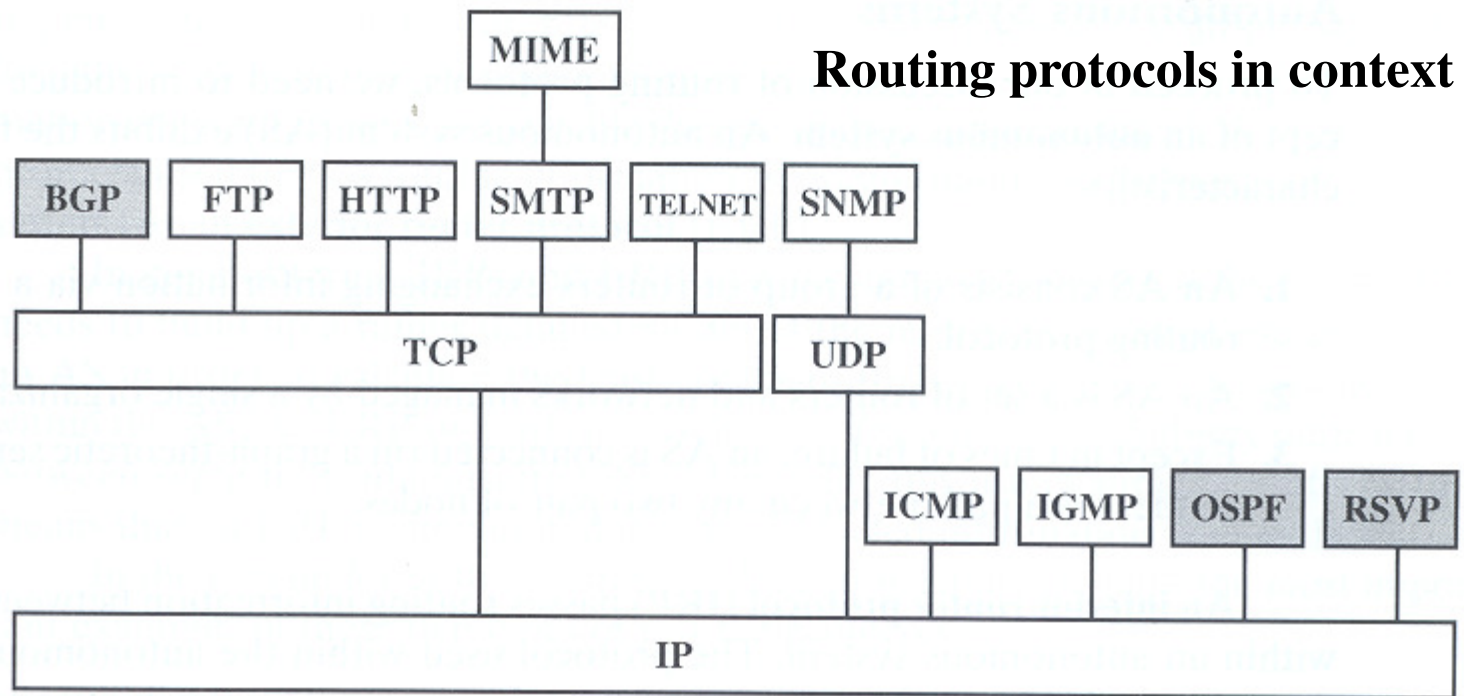 MIME
Routing protocols in context
BGP
FTP
HTTP
SMTP
TELNET
SNMP
TCP
UDP
ICMP
IGMP
OSPF
RSVP
IP